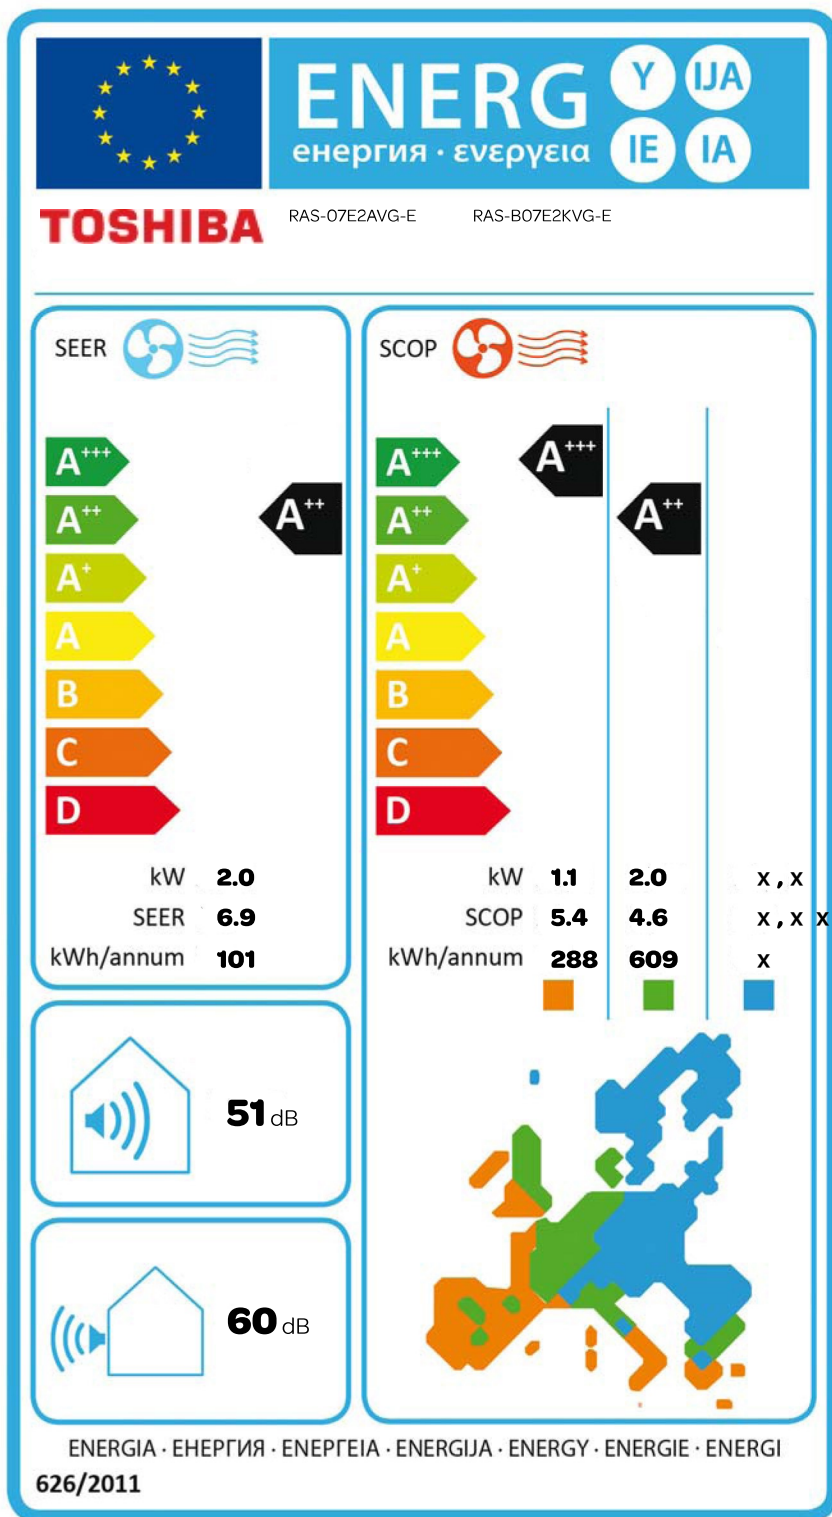 ENERG
енергия · ενεργεια
Y IJA
IE IA
TOSHIBA RAS-07E2AVG-E RAS-B07E2KVG-E
SEER
A+++
A++
A+
A
B
C
D
A++
kW 2.0
SEER 6.9
kWh/annum 101
SCOP
A+++
A++
A+
A
B
C
D
A+++
A++
kW 1.1 2.0 x,x
SCOP 5.4 4.6 x,x x
kWh/annum 288 609 x
51 dB
60 dB
ENERGIA · ЕНЕРГИЯ · ΕΝΕΡΓΕΙΑ · ENERGIJA · ENERGY · ENERGIE · ENERGI
626/2011